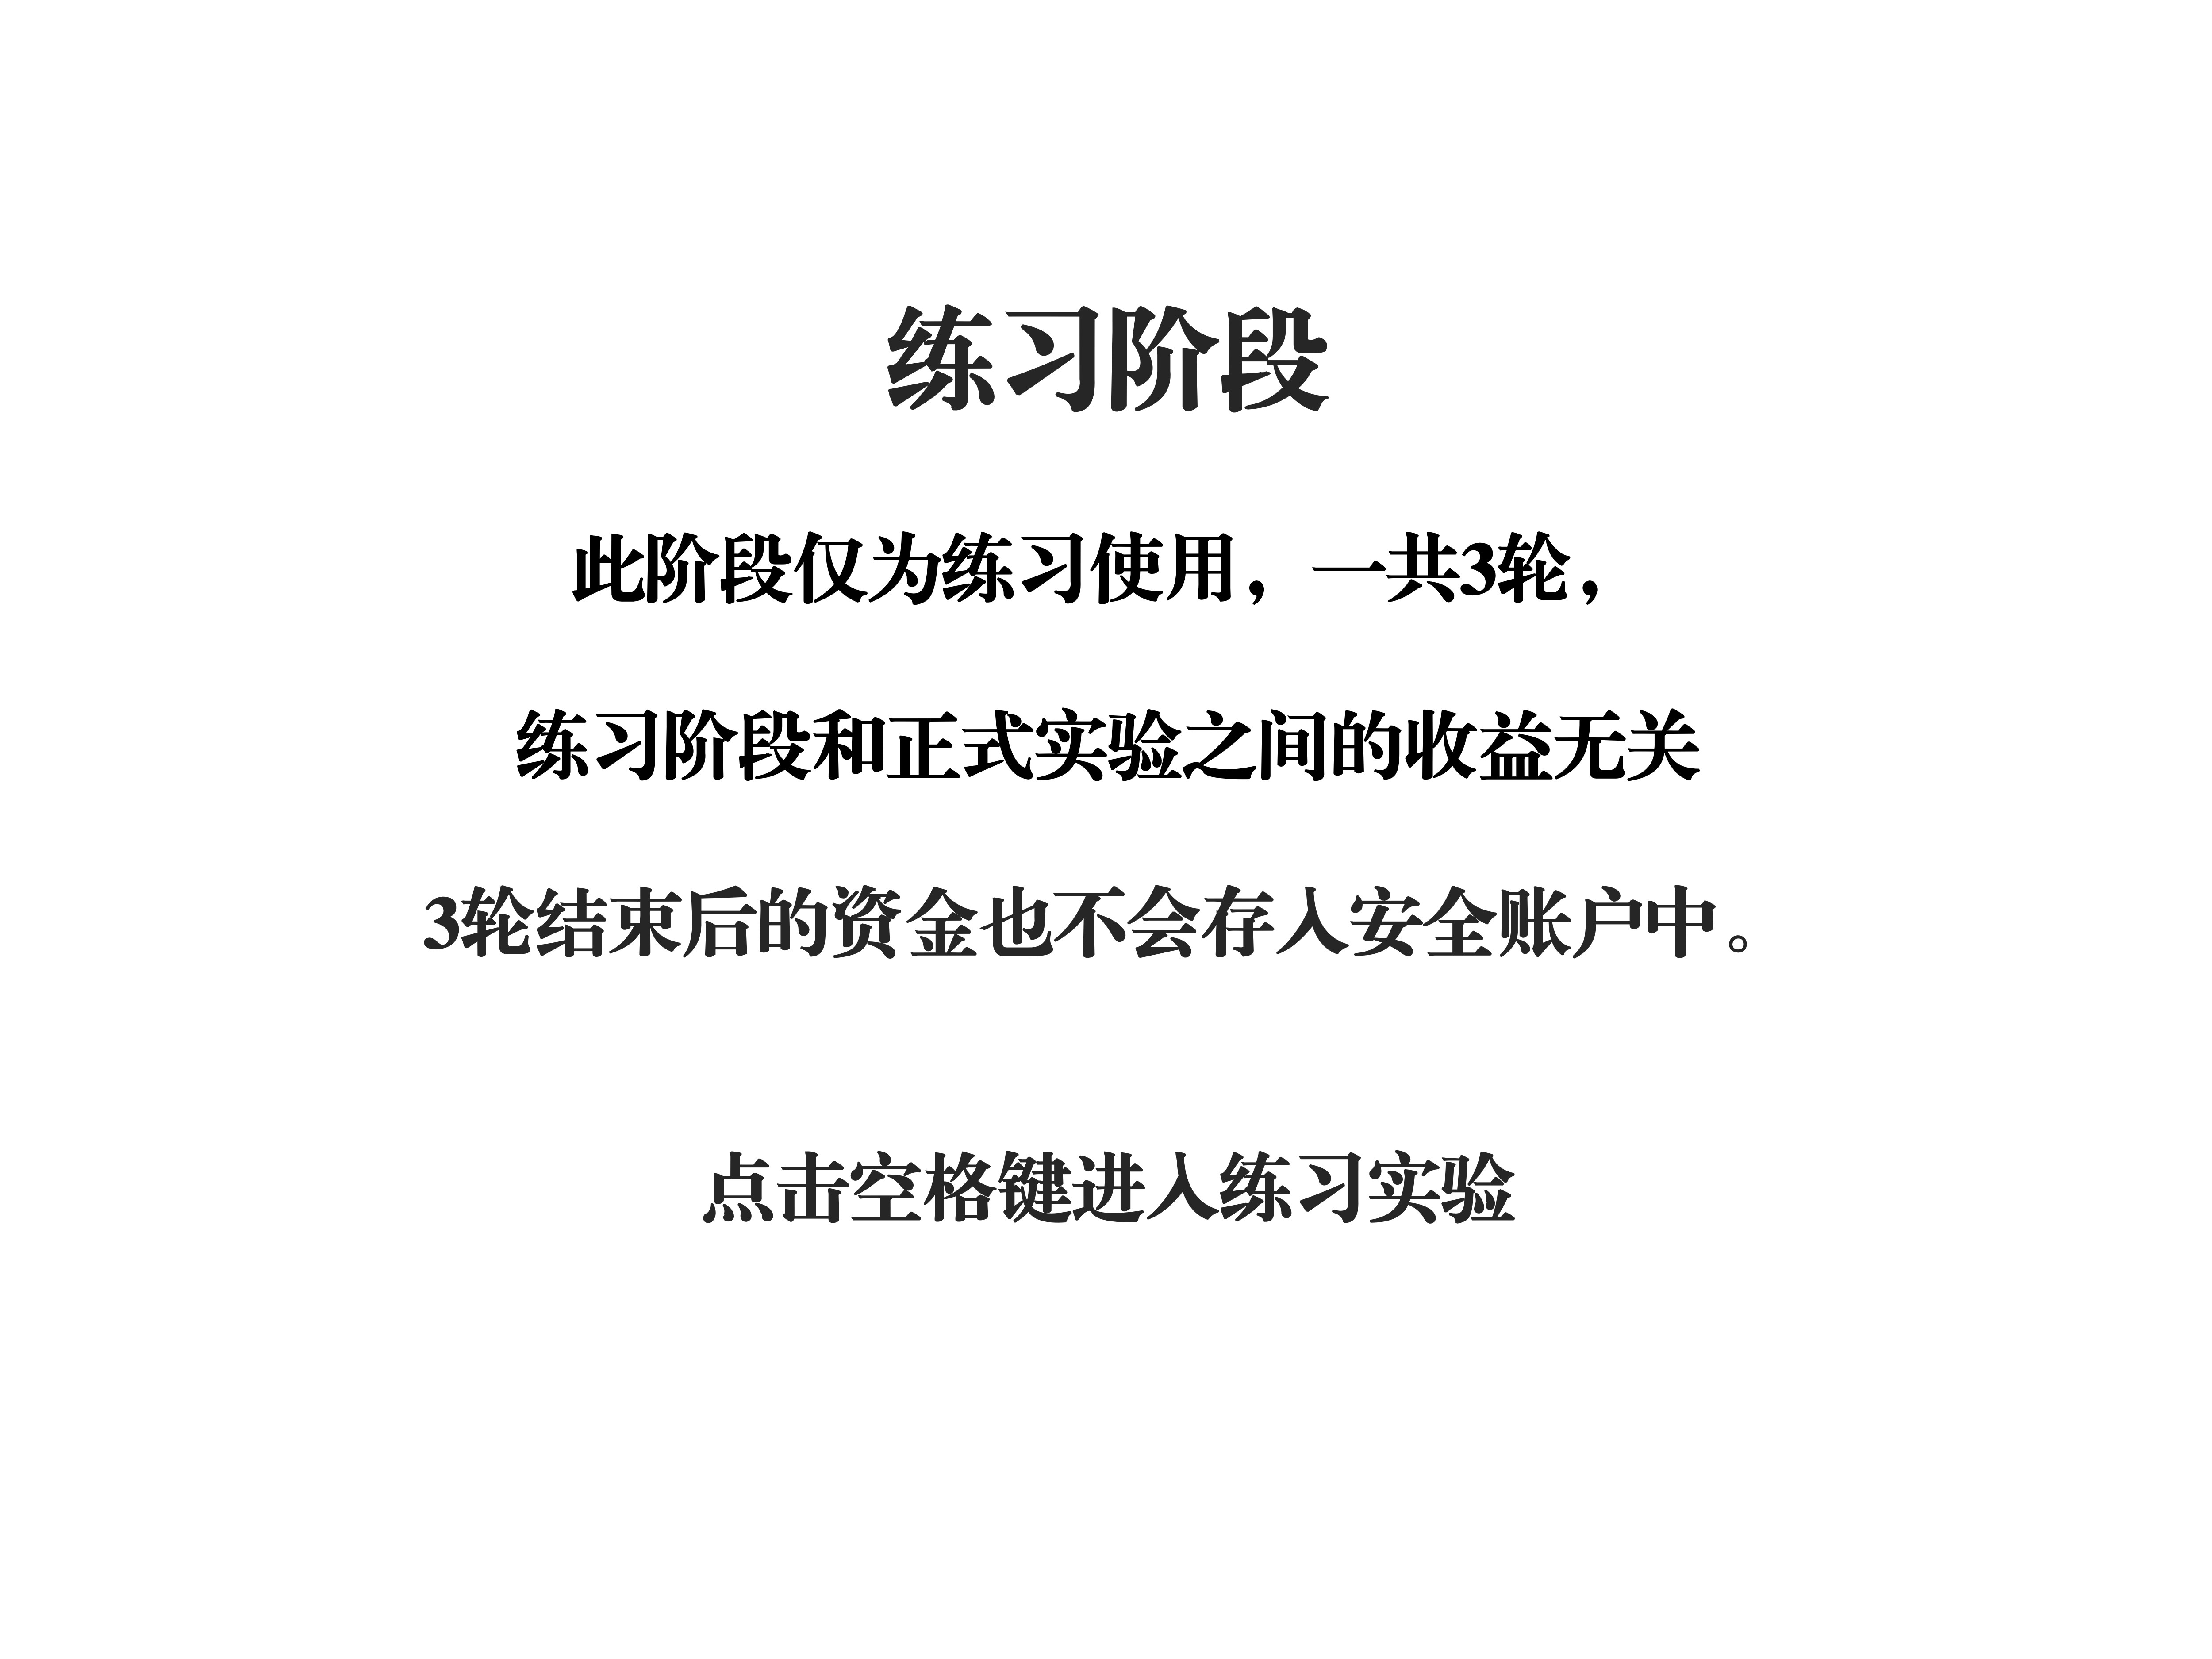 练习阶段
此阶段仅为练习使用，一共3轮，
练习阶段和正式实验之间的收益无关
3轮结束后的资金也不会存入安全账户中。
点击空格键进入练习实验